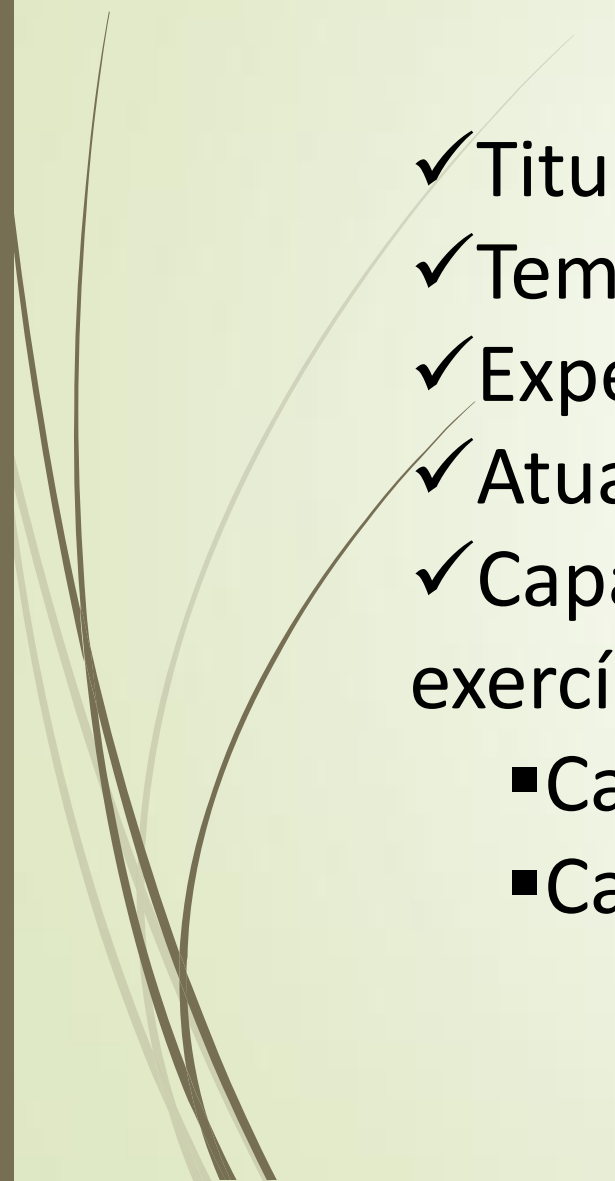 ✓Titu
✓Tem
✓Expe
✓Atua
✓Capa
exercí
▪Ca
▪Ca